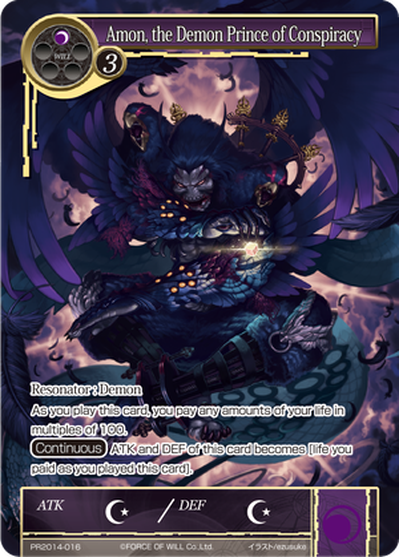 Amon, the Demon Prince of Conspiracy
WILL
3
Resonator : Demon
As you play this card, you pay any amounts of your life in
multiples of 100.
Continuous ATK and DEF of this card becomes [life you
paid as you played this card].
ATK / DEF
PR2014-016 ©FORCE OF WILL Co.,Ltd. イラスト/ezusuke